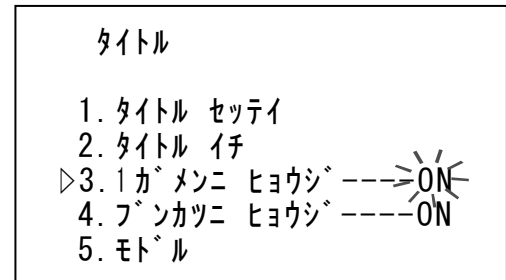 タイトル
1. タイトル セッテイ
2. タイトル イチ
▷3. 1ガメンニ ヒョウジ----ON
4. ブンカツニ ヒョウジ----ON
5. モドル